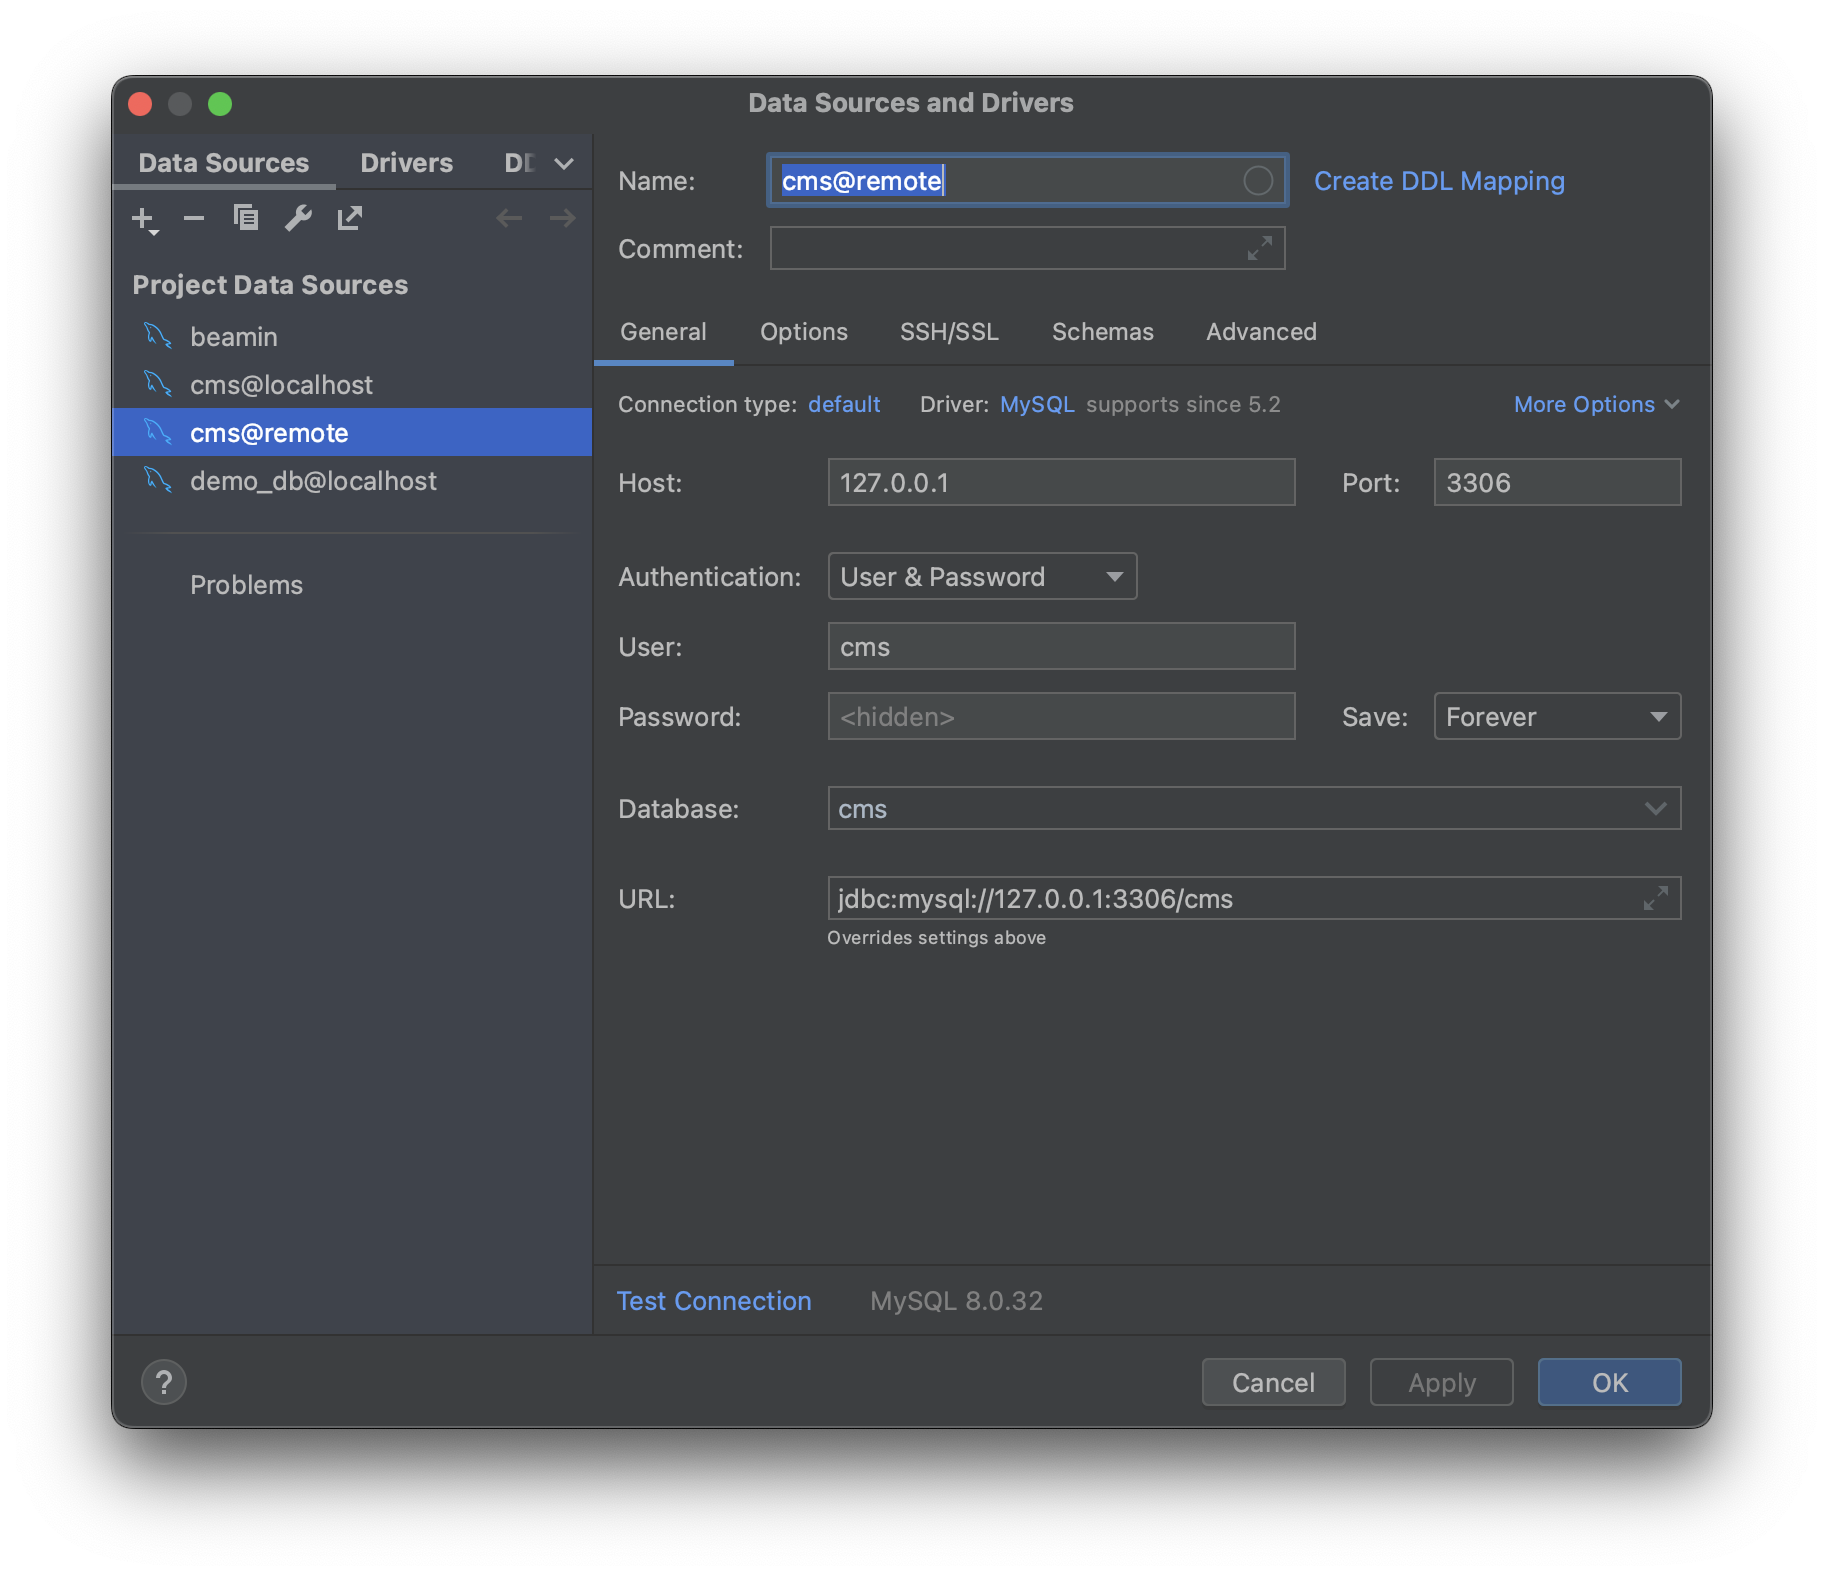 Data Sources and Drivers
Data Sources Drivers
Project Data Sources
beamin
cms@localhost
cms@remote
demo_db@localhost
Problems
Name: cms@remote Create DDL Mapping
Comment:
General Options SSH/SSL Schemas Advanced
Connection type: default Driver: MySQL supports since 5.2 More Options
Host: 127.0.0.1 Port: 3306
Authentication: User & Password
User: cms
Password: <hidden> Save: Forever
Database: cms
URL: jdbc:mysql://127.0.0.1:3306/cms
Overrides settings above
Test Connection MySQL 8.0.32
? Cancel Apply OK